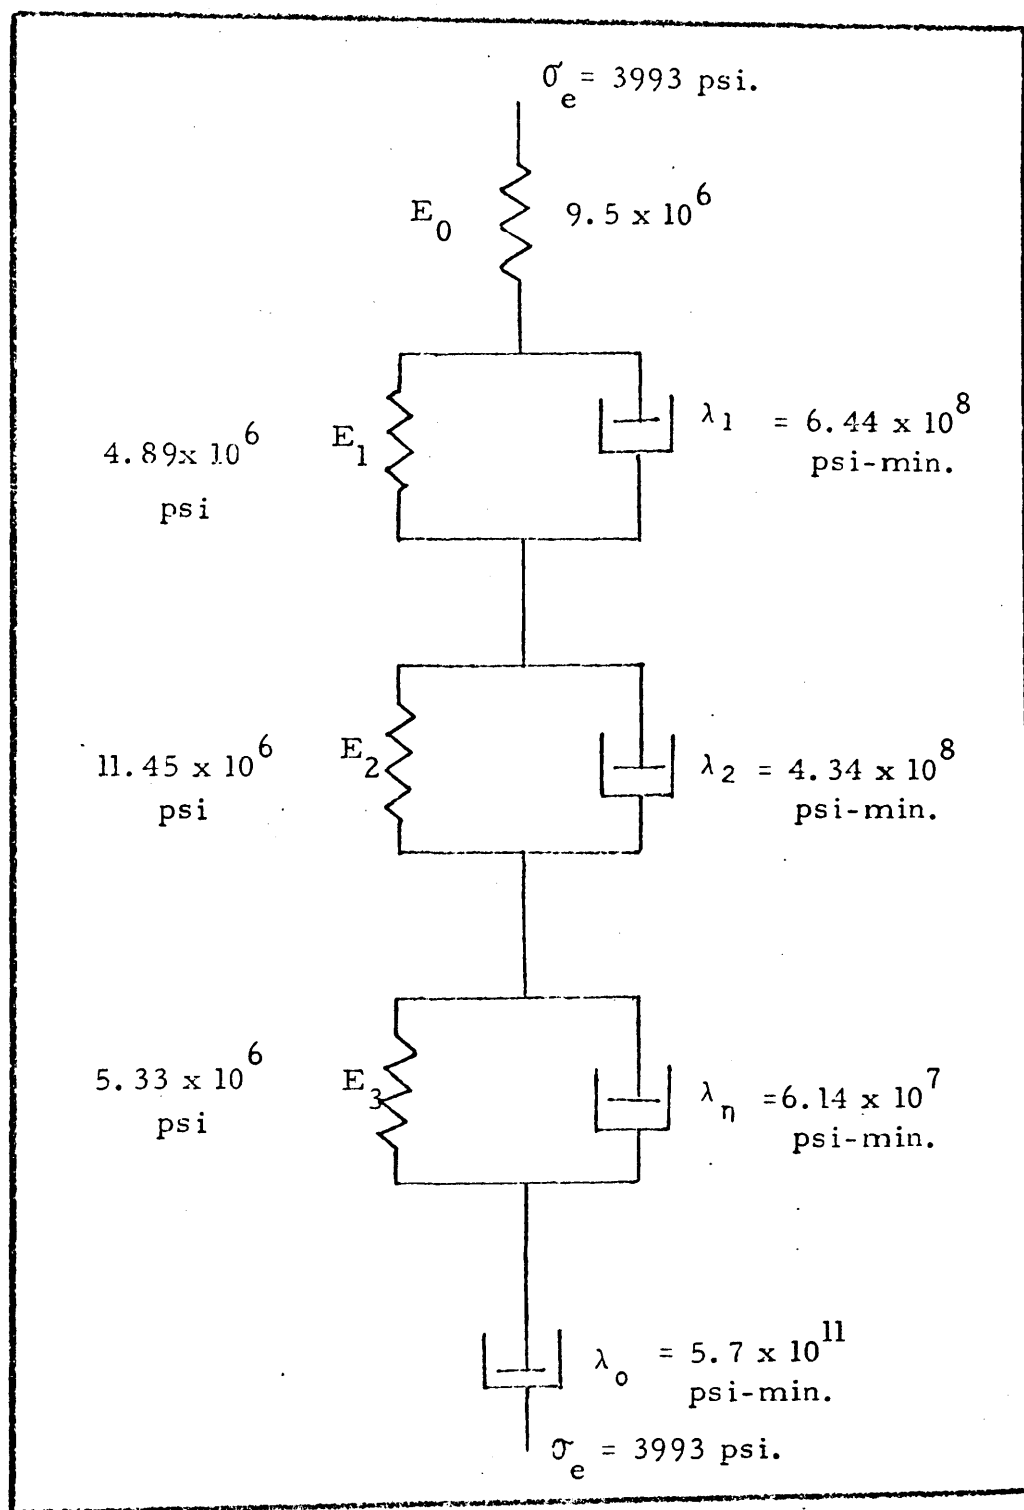 σe = 3993 psi.
E0 9.5 x 10^6
E1
4.89x 10^6
psi
λ1 = 6.44 x 10^8
psi-min.
E2
11.45 x 10^6
psi
λ2 = 4.34 x 10^8
psi-min.
E3
5.33 x 10^6
psi
λη =6.14 x 10^7
psi-min.
λo = 5.7 x 10^11
psi-min.
σe = 3993 psi.